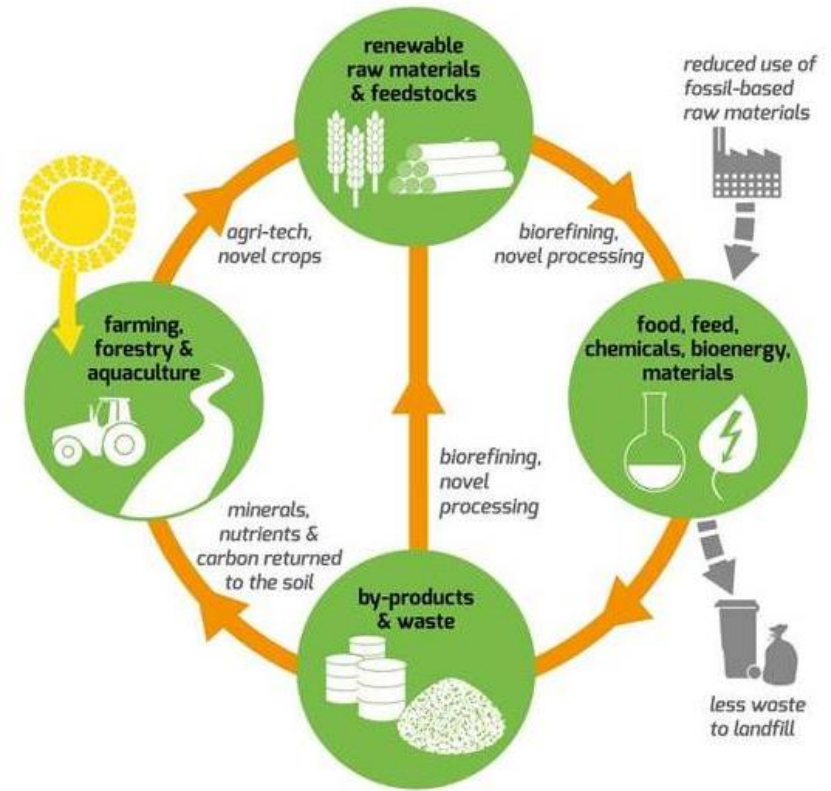 renewable
raw materials
& feedstocks
reduced use of
fossil-based
raw materials
agri-tech,
novel crops
biorefining,
novel processing
farming,
forestry &
aquaculture
food, feed,
chemicals, bioenergy,
materials
biorefining,
novel
processing
minerals,
nutrients &
carbon returned
to the soil
by-products
& waste
less waste
to landfill